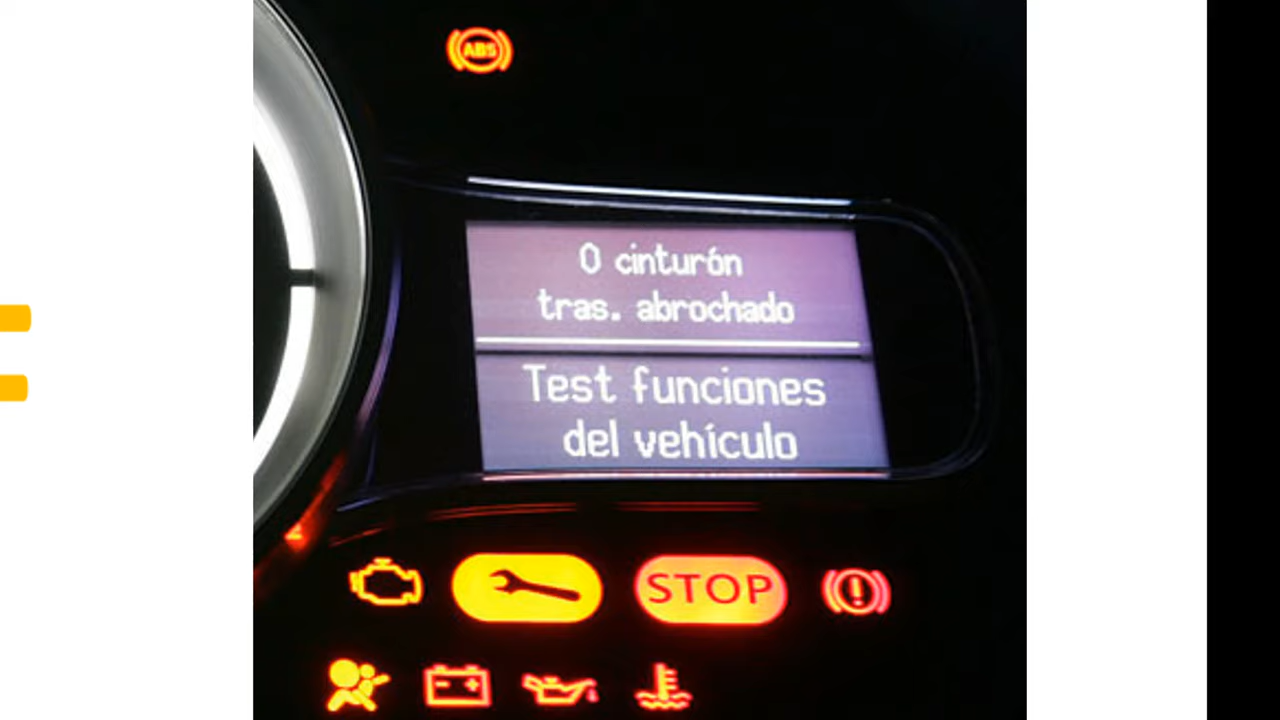 ABS
0 cinturón
tras. abrochado
Test funciones
del vehículo
STOP